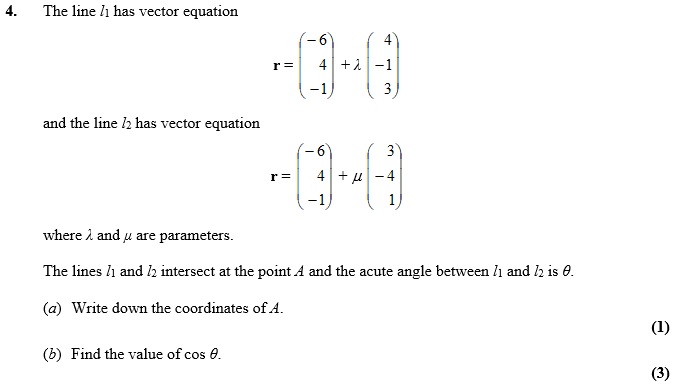 4. The line l₁ has vector equation
r = (−6 4 −1) + λ (4 −1 3)
and the line l₂ has vector equation
r = (−6 4 −1) + μ (3 −4 1)
where λ and μ are parameters.
The lines l₁ and l₂ intersect at the point A and the acute angle between l₁ and l₂ is θ.
(a) Write down the coordinates of A.
(1)
(b) Find the value of cos θ.
(3)